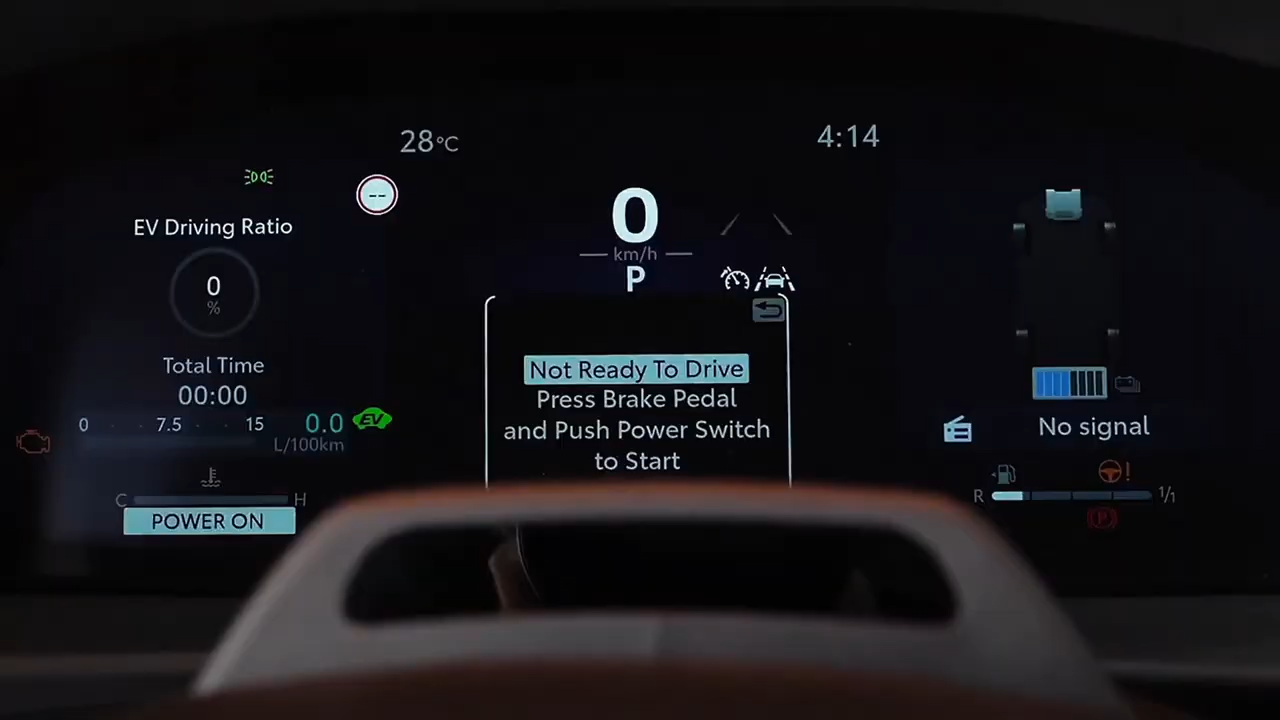 28°C
4:14
--
EV Driving Ratio
0
%
0
km/h
P
Total Time
00:00
0 7.5 15
0.0
EV
L/100km
C H
POWER ON
Not Ready To Drive
Press Brake Pedal
and Push Power Switch
to Start
No signal
!
R 1/1
P